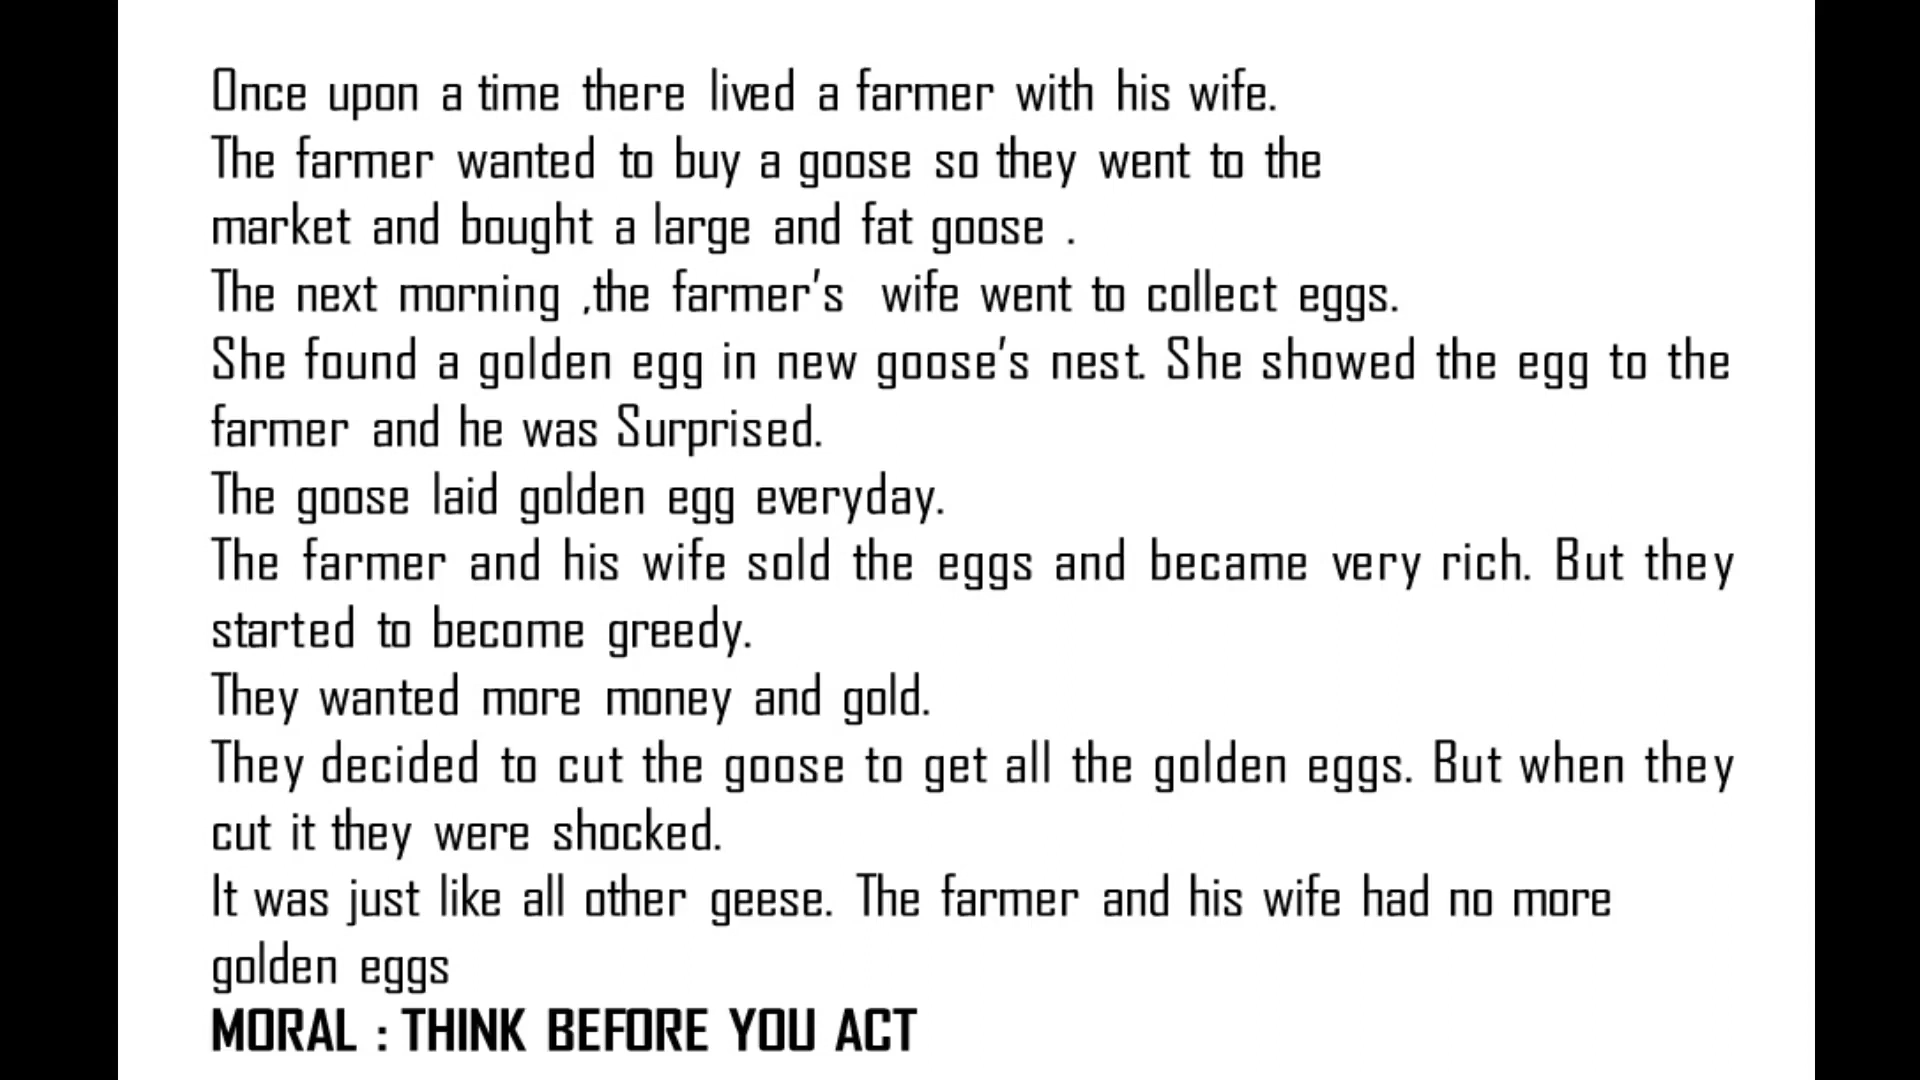 Once upon a time there lived a farmer with his wife.
The farmer wanted to buy a goose so they went to the
market and bought a large and fat goose .
The next morning ,the farmer's  wife went to collect eggs.
She found a golden egg in new goose's nest. She showed the egg to the
farmer and he was Surprised.
The goose laid golden egg everyday.
The farmer and his wife sold the eggs and became very rich. But they
started to become greedy.
They wanted more money and gold.
They decided to cut the goose to get all the golden eggs. But when they
cut it they were shocked.
It was just like all other geese. The farmer and his wife had no more
golden eggs
MORAL : THINK BEFORE YOU ACT